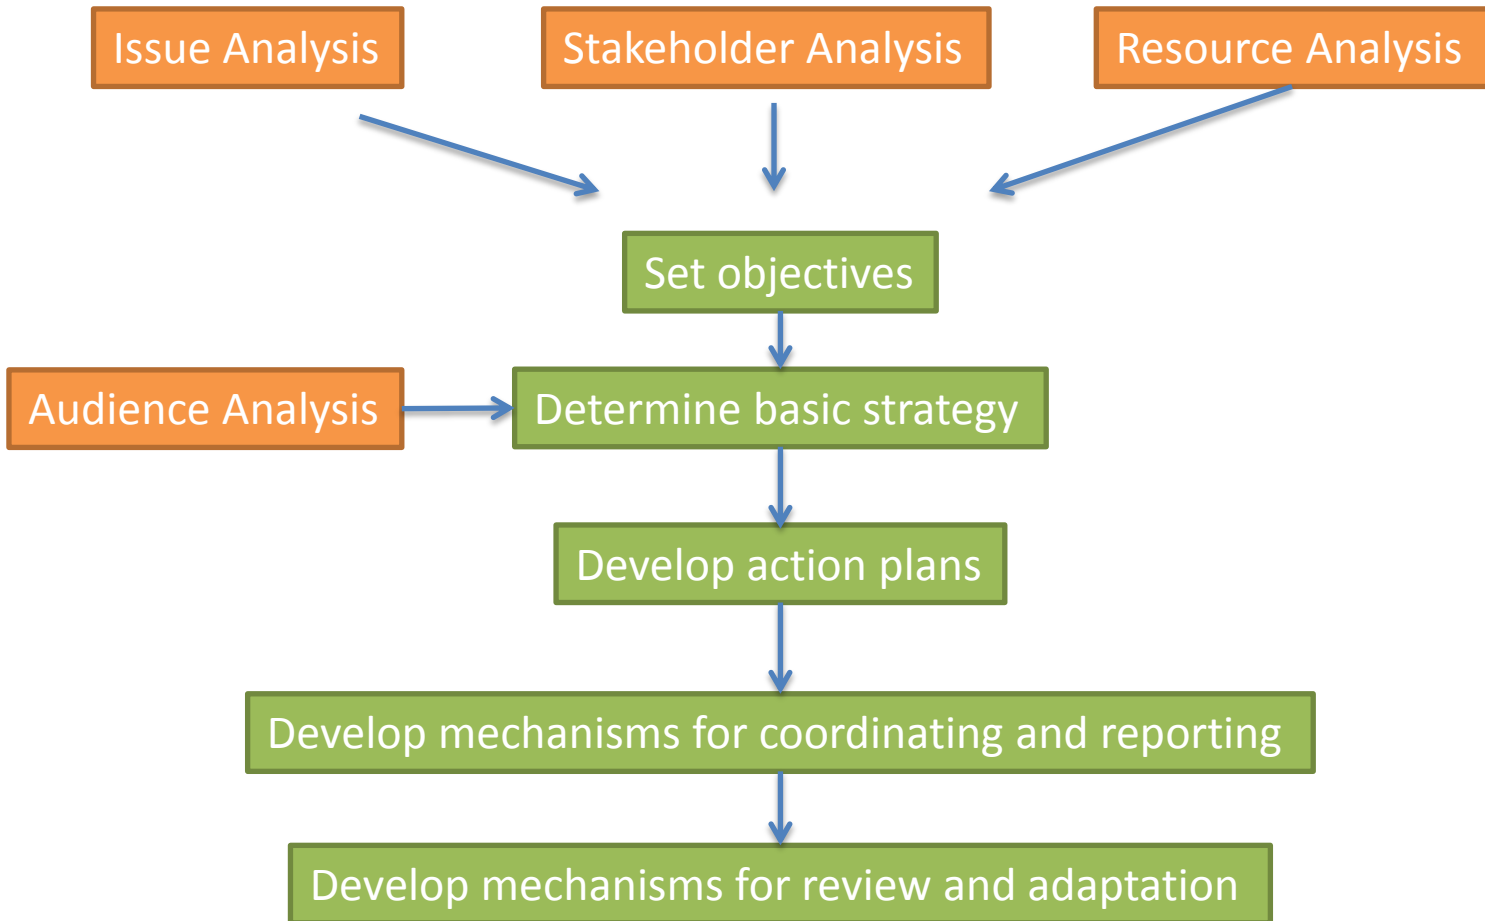 Issue Analysis
Stakeholder Analysis
Resource Analysis
Set objectives
Audience Analysis
Determine basic strategy
Develop action plans
Develop mechanisms for coordinating and reporting
Develop mechanisms for review and adaptation